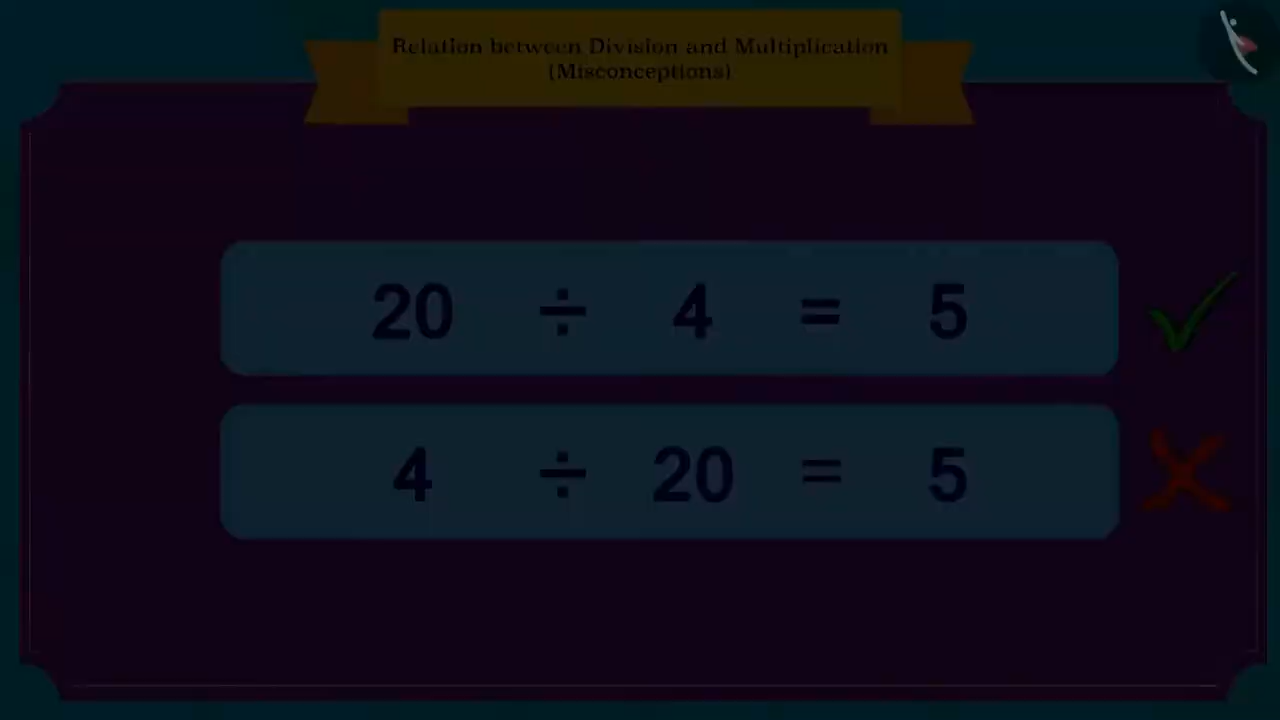 Relation between Division and Multiplication
(Misconceptions)
20 ÷ 4 = 5
4 ÷ 20 = 5